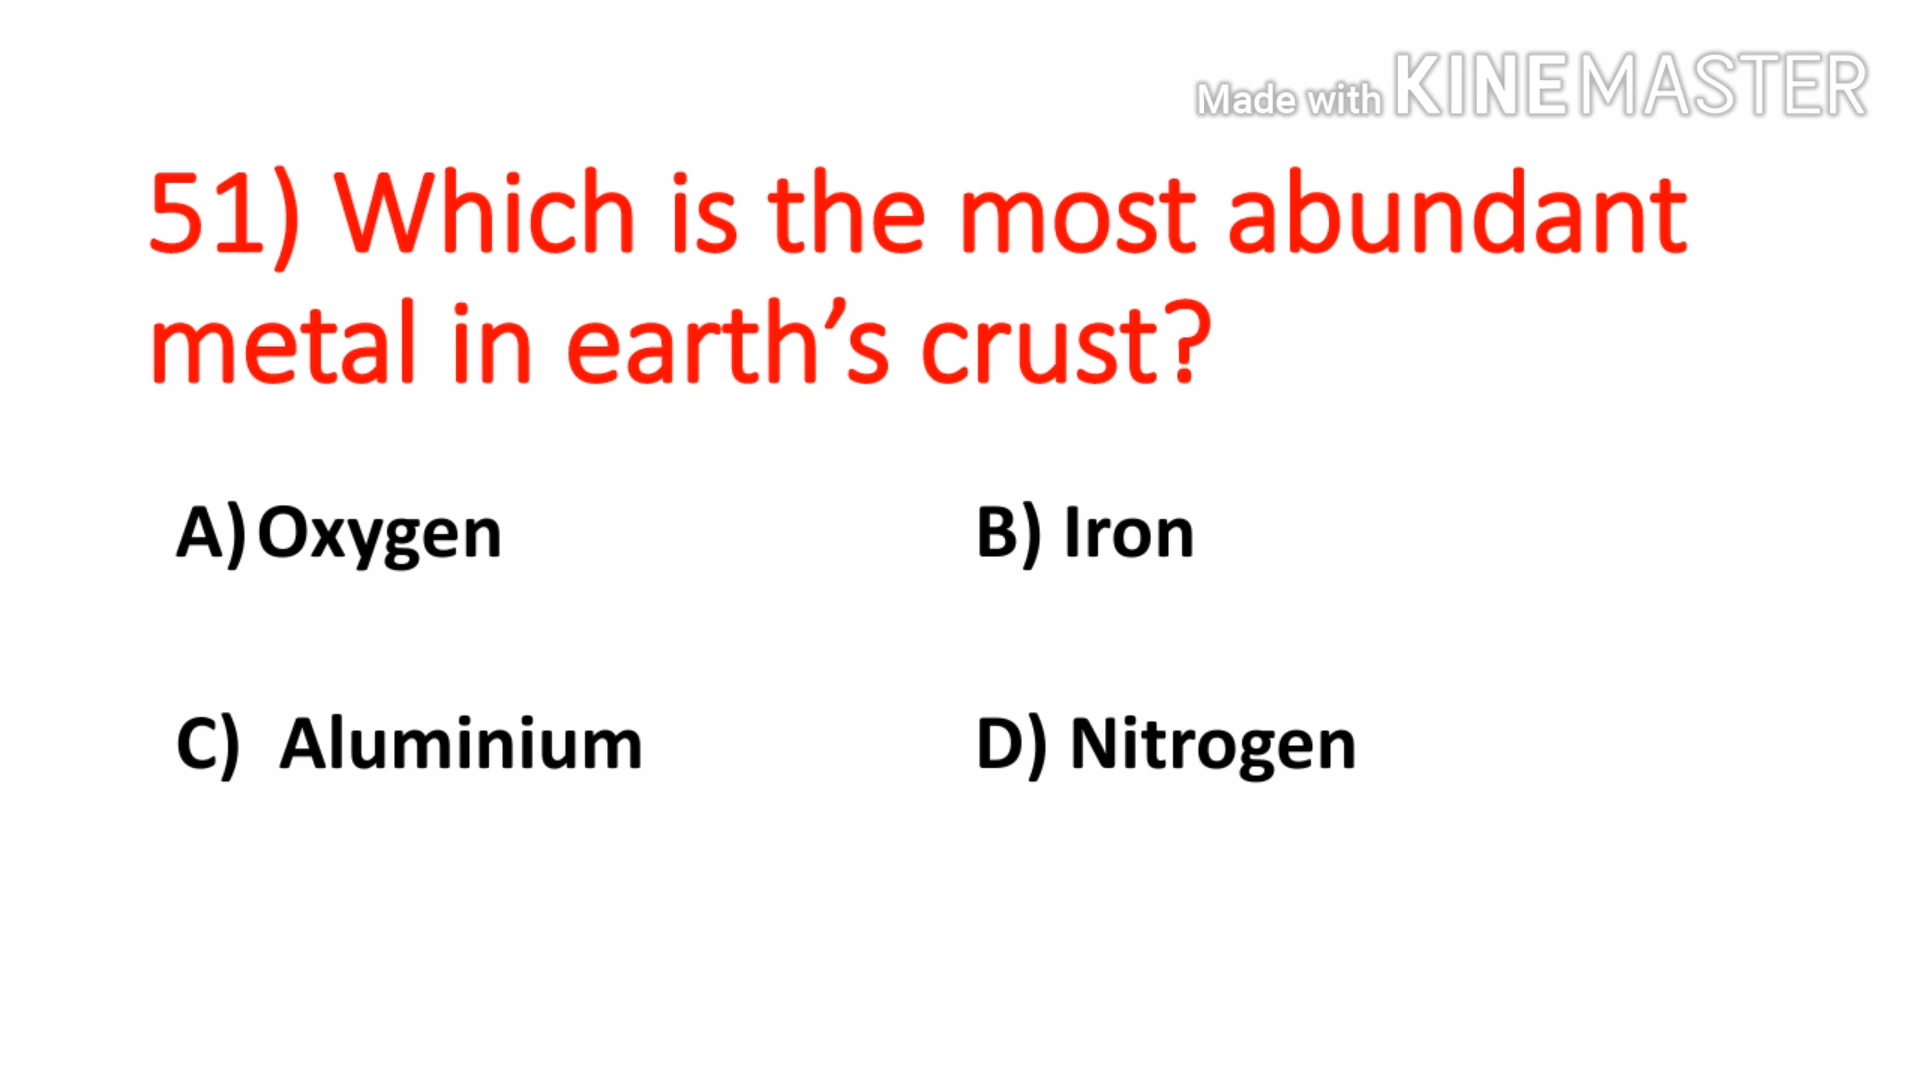 Made with KINEMASTER
51) Which is the most abundant
metal in earth’s crust?
A) Oxygen
B) Iron
C) Aluminium
D) Nitrogen